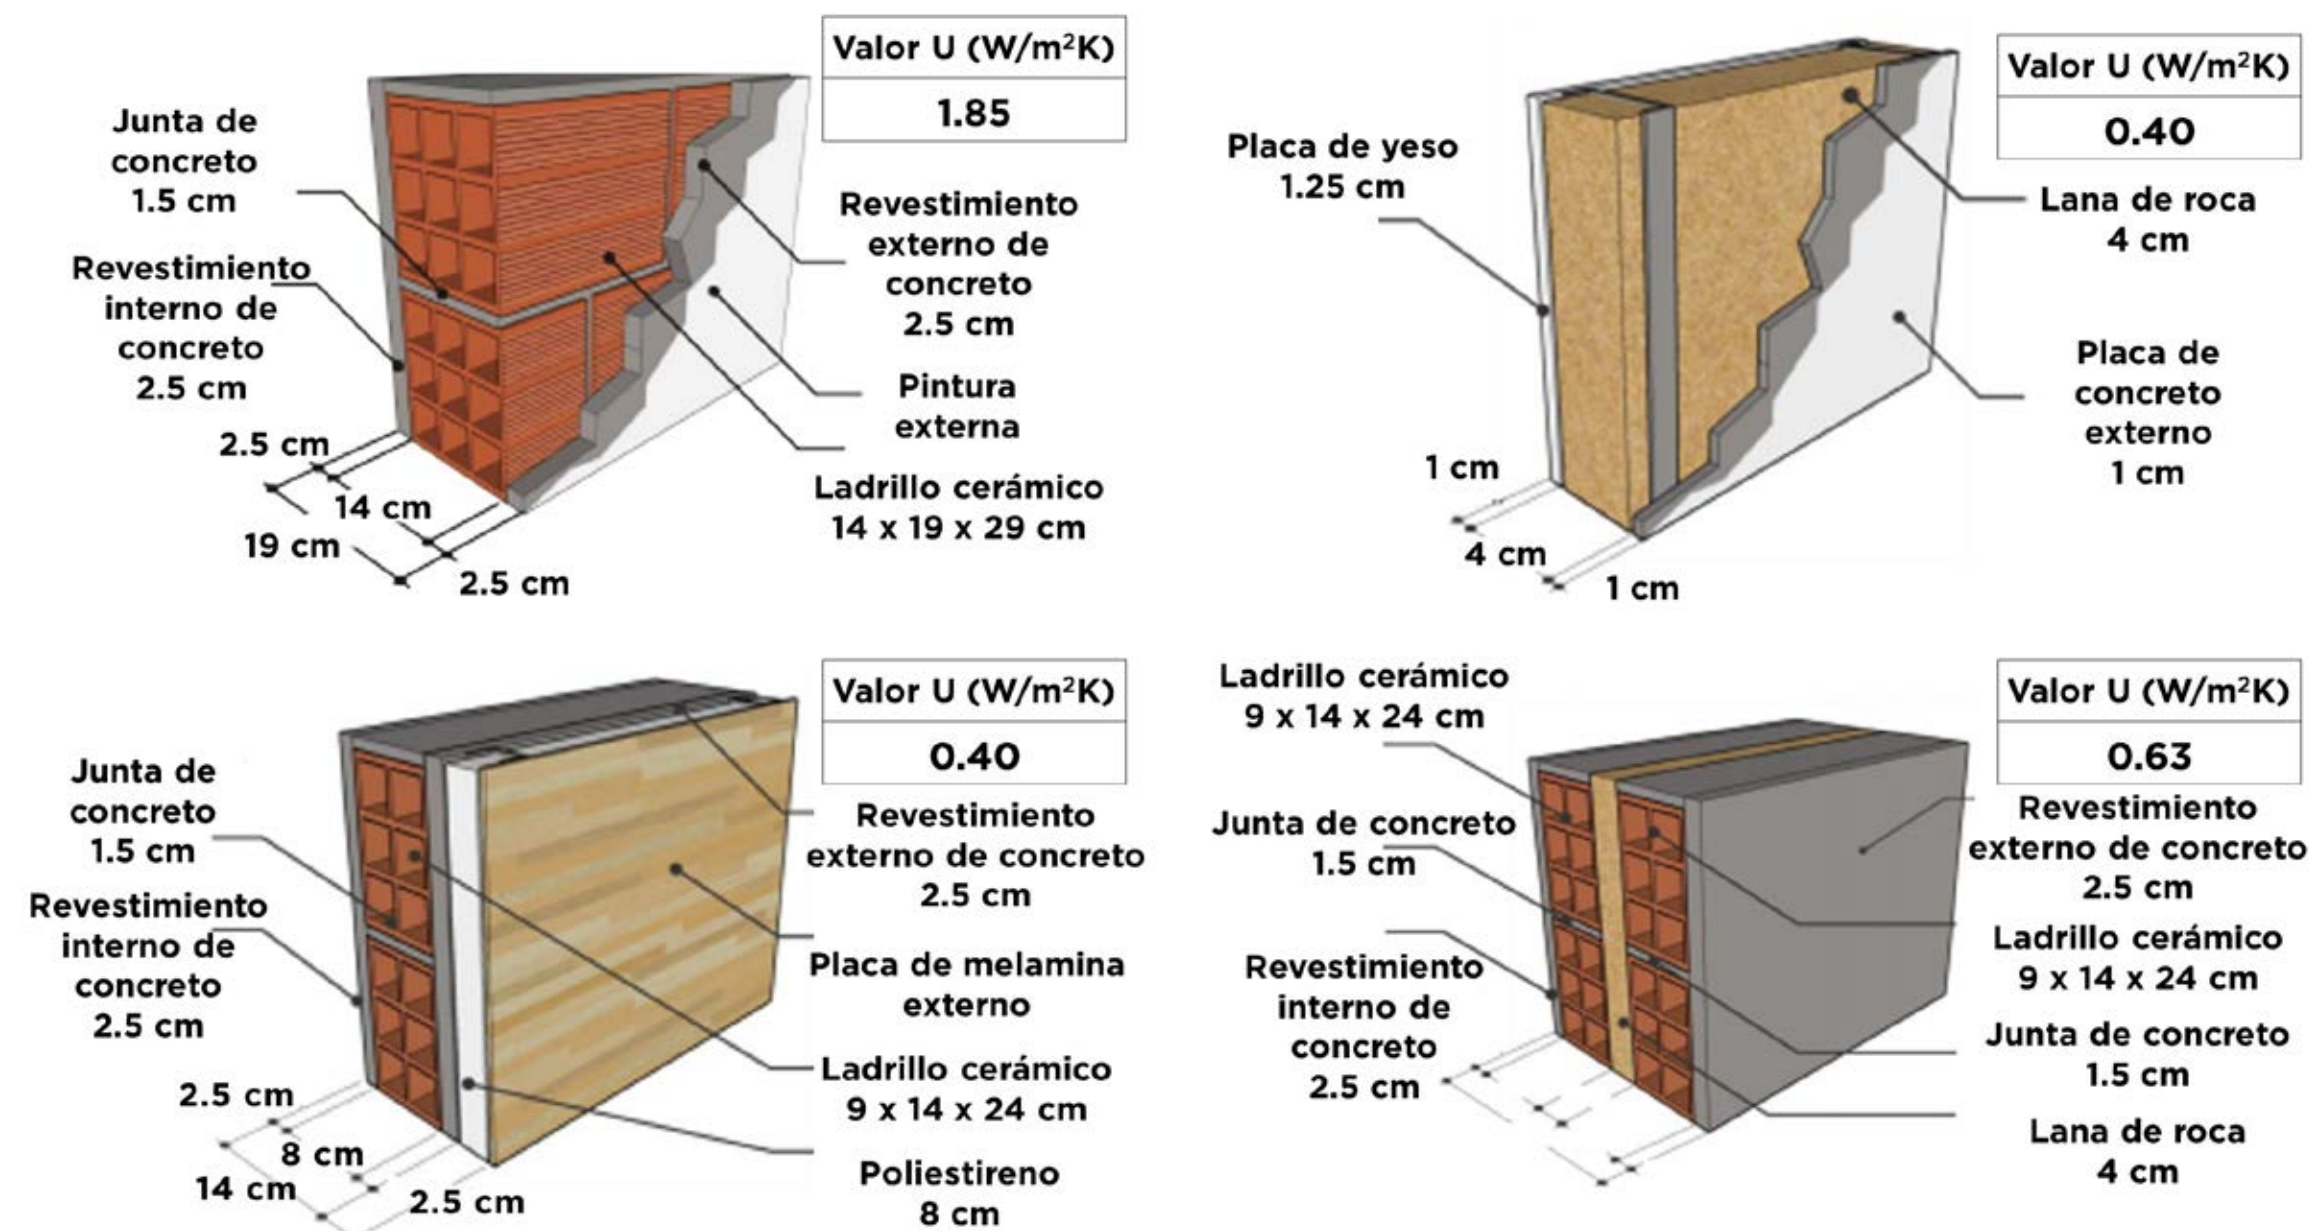 Valor U (W/m²K)
1.85
Junta de
concreto
1.5 cm
Revestimiento
interno de
concreto
2.5 cm
Revestimiento
externo de
concreto
2.5 cm
Pintura
externa
Ladrillo cerámico
14 x 19 x 29 cm
2.5 cm
14 cm
19 cm
2.5 cm
Valor U (W/m²K)
0.40
Placa de yeso
1.25 cm
Lana de roca
4 cm
Placa de
concreto
externo
1 cm
1 cm
4 cm
1 cm
Valor U (W/m²K)
0.40
Junta de
concreto
1.5 cm
Revestimiento
interno de
concreto
2.5 cm
Revestimiento
externo de concreto
2.5 cm
Placa de melamina
externo
Ladrillo cerámico
9 x 14 x 24 cm
Poliestireno
8 cm
2.5 cm
8 cm
14 cm
2.5 cm
Valor U (W/m²K)
0.63
Ladrillo cerámico
9 x 14 x 24 cm
Junta de concreto
1.5 cm
Revestimiento
interno de
concreto
2.5 cm
Revestimiento
externo de concreto
2.5 cm
Ladrillo cerámico
9 x 14 x 24 cm
Junta de concreto
1.5 cm
Lana de roca
4 cm